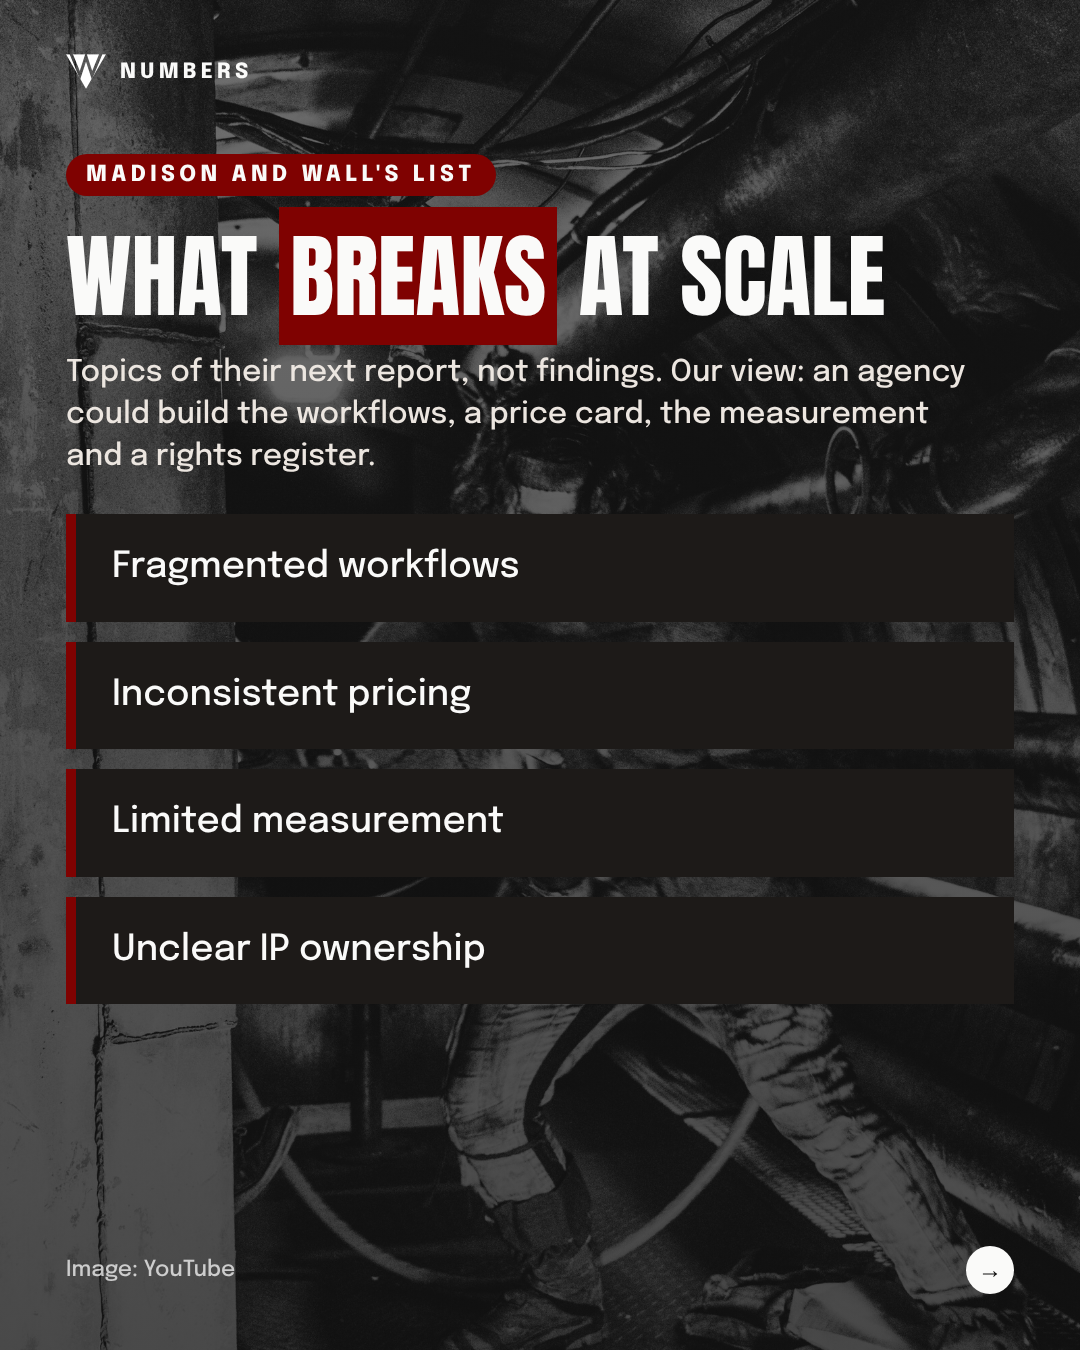 NUMBERS
MADISON AND WALL'S LIST
WHAT BREAKS AT SCALE
Topics of their next report, not findings. Our view: an agency
could build the workflows, a price card, the measurement
and a rights register.
Fragmented workflows
Inconsistent pricing
Limited measurement
Unclear IP ownership
Image: YouTube
→